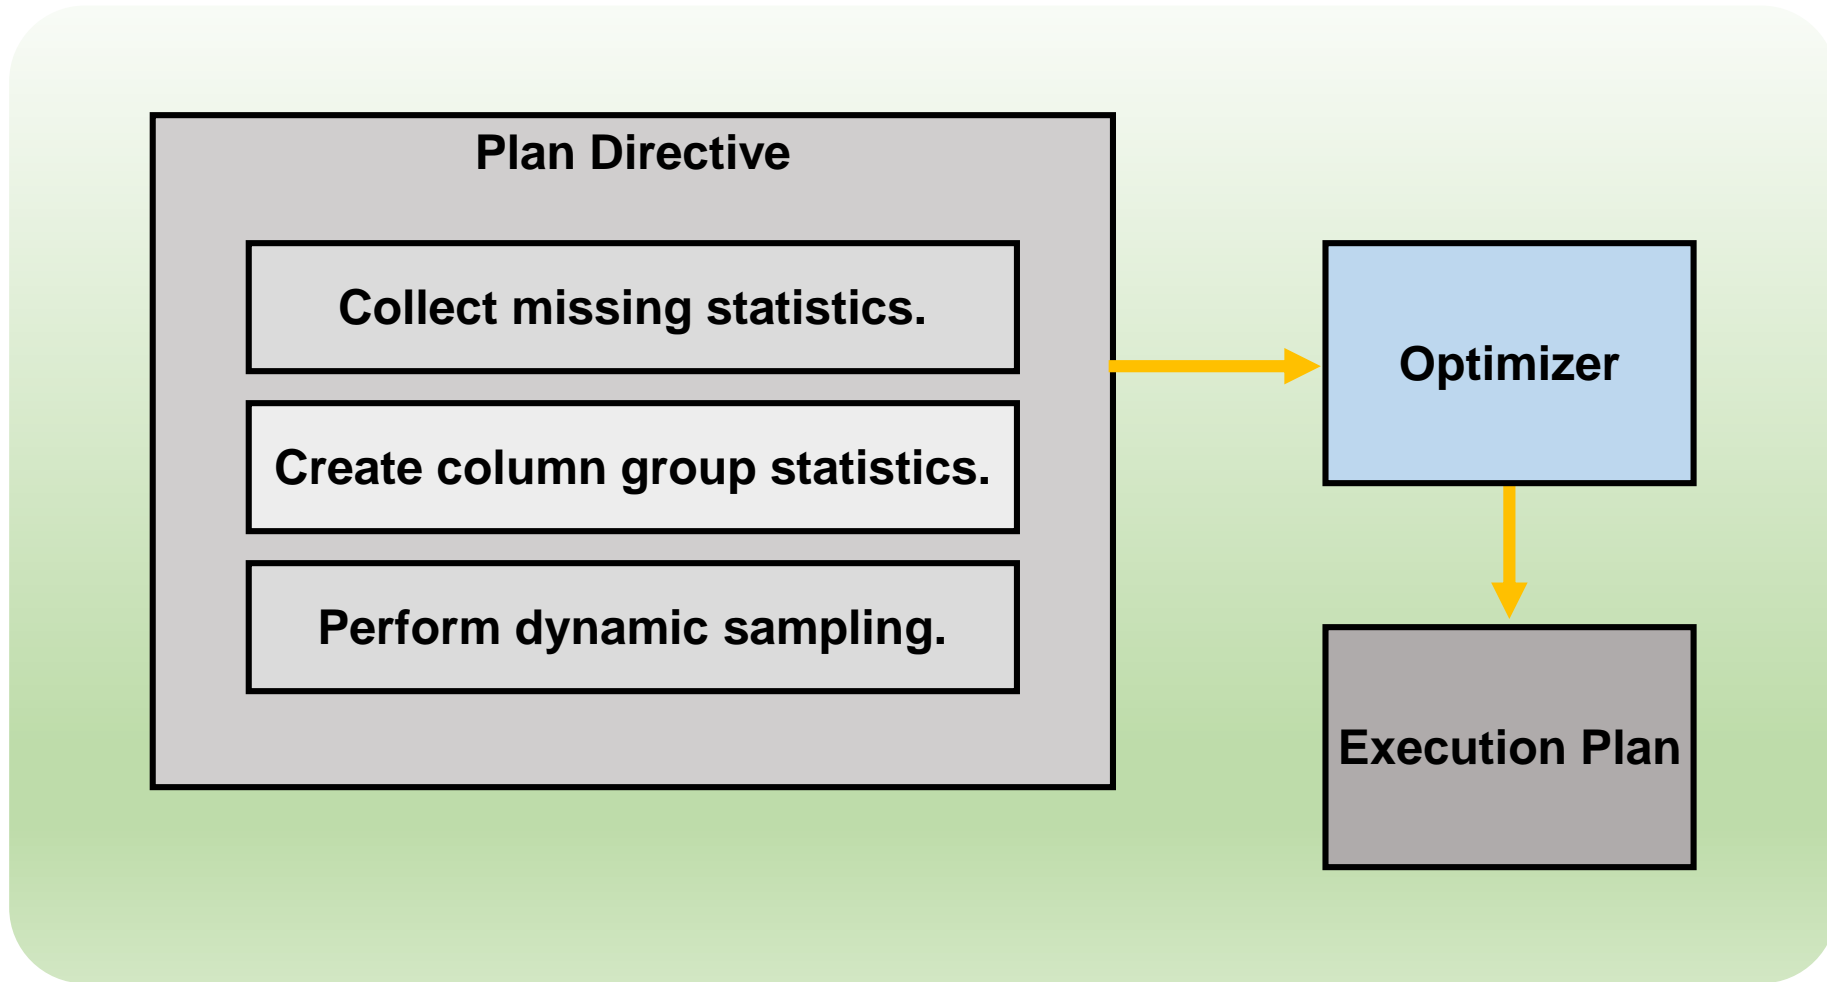 Plan Directive
Collect missing statistics.
Create column group statistics.
Perform dynamic sampling.
Optimizer
Execution Plan